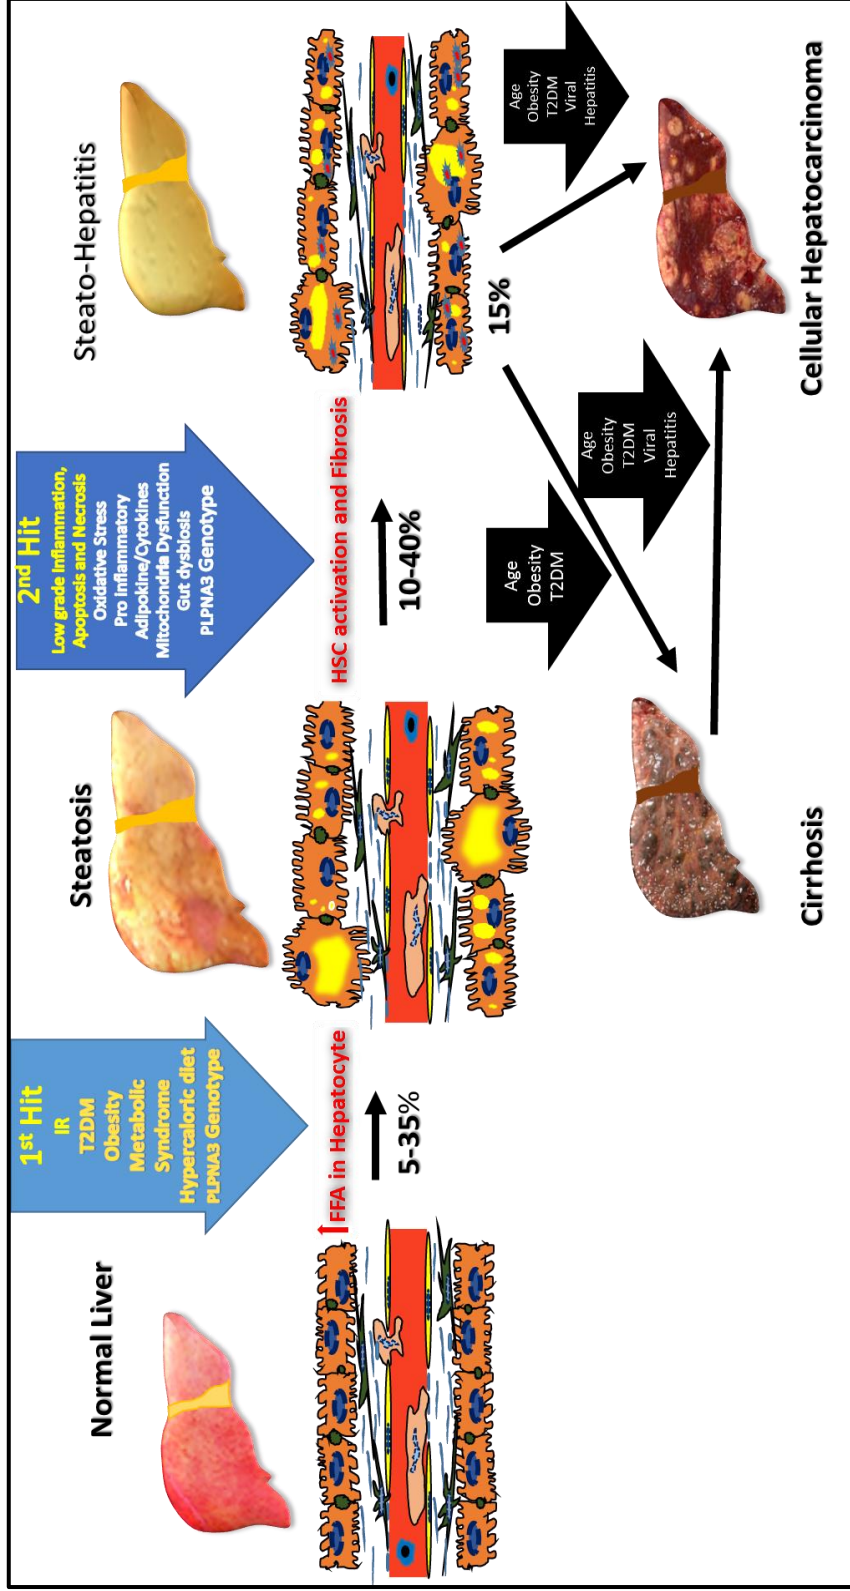 Normal Liver
1st Hit
IR
T2DM
Obesity
Metabolic
Syndrome
Hypercaloric diet
PLPNA3 Genotype
FFA in Hepatocyte
5-35%
Steatosis
2nd Hit
Low grade Inflammation,
Apoptosis and Necrosis
Oxidative Stress
Pro Inflammatory
Adipokine/Cytokines
Mitochondria Dysfunction
Gut dysbiosis
PLPNA3 Genotype
HSC activation and Fibrosis
10-40%
Steato-Hepatitis
15%
Age
Obesity
T2DM
Age
Obesity
T2DM
Viral
Hepatitis
Age
Obesity
T2DM
Viral
Hepatitis
Cirrhosis
Cellular Hepatocarcinoma